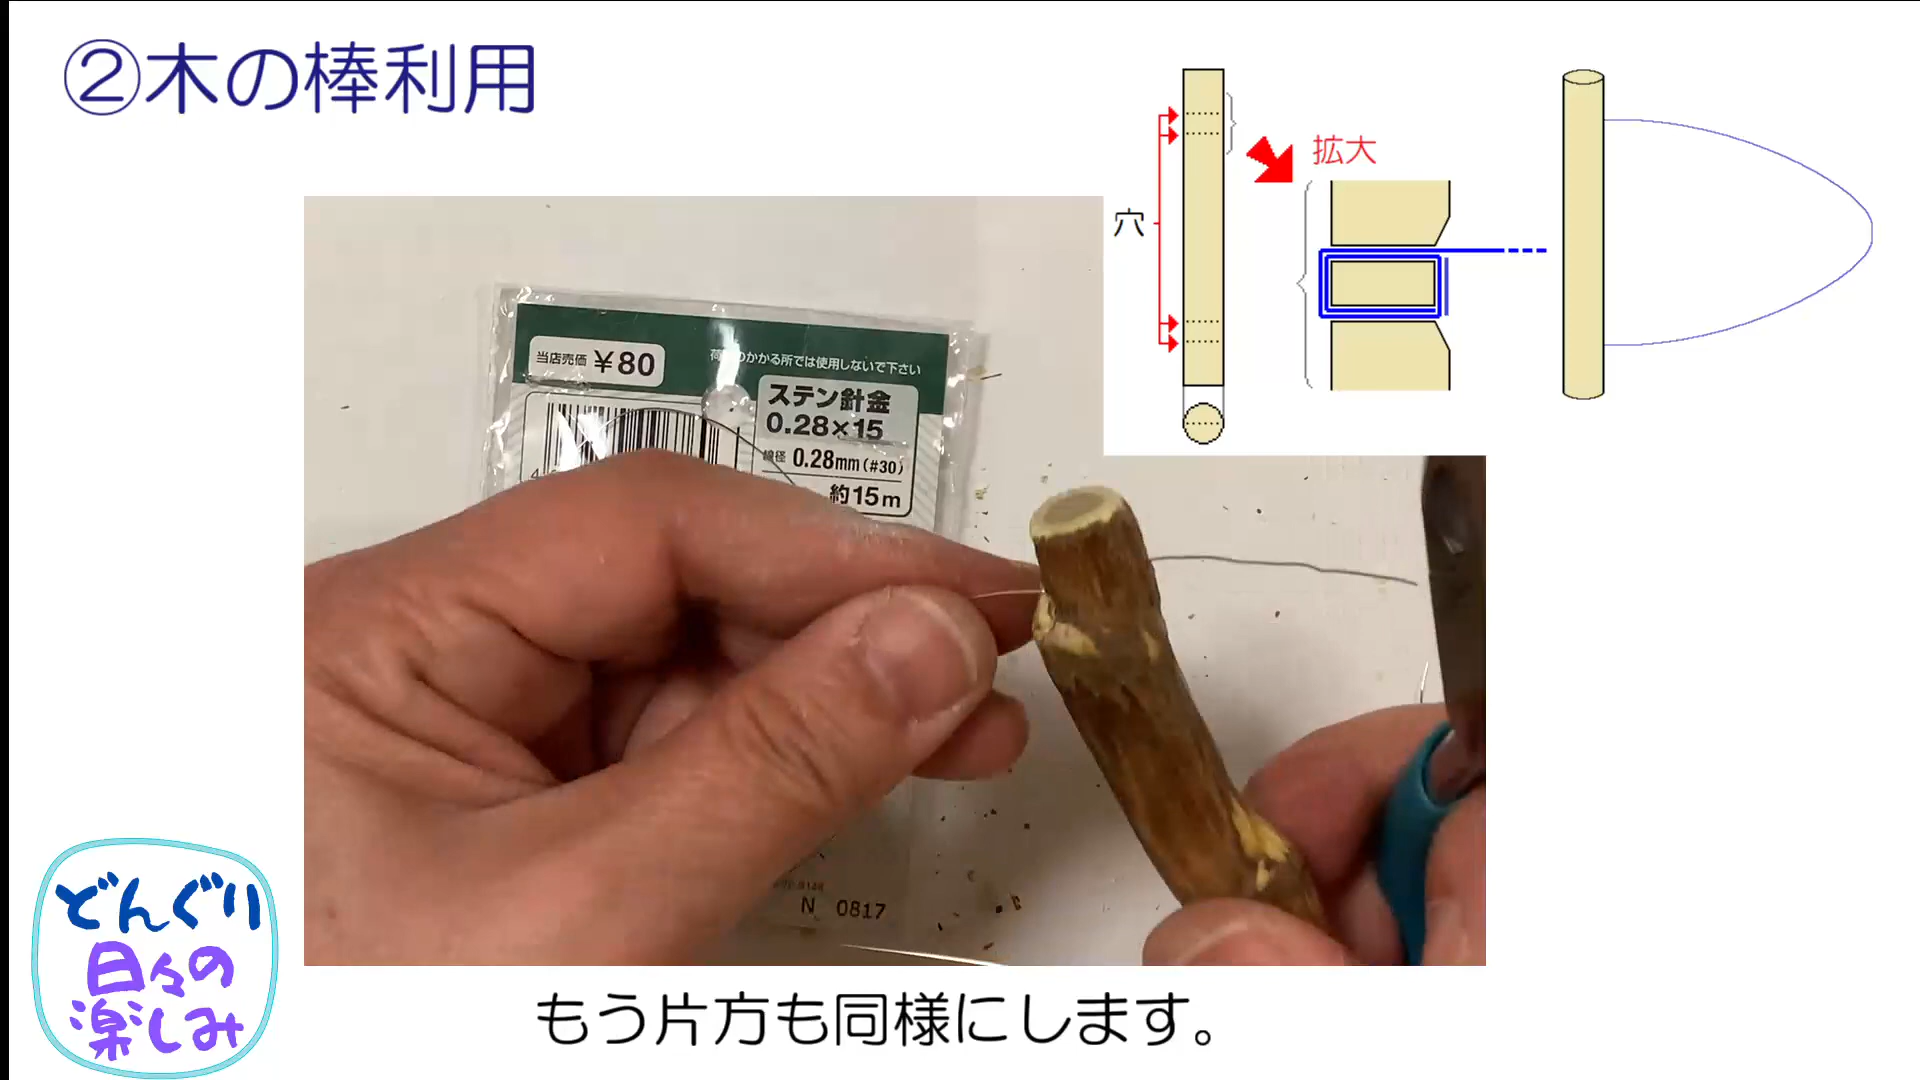 ②木の棒利用
拡大
穴
当店売価 ¥80
かかる所では使用しないで下さい
ステン針金
0.28×15
線径 0.28mm(#30)
約15m
N 0817
どんぐり
日々の
楽しみ
もう片方も同様にします。